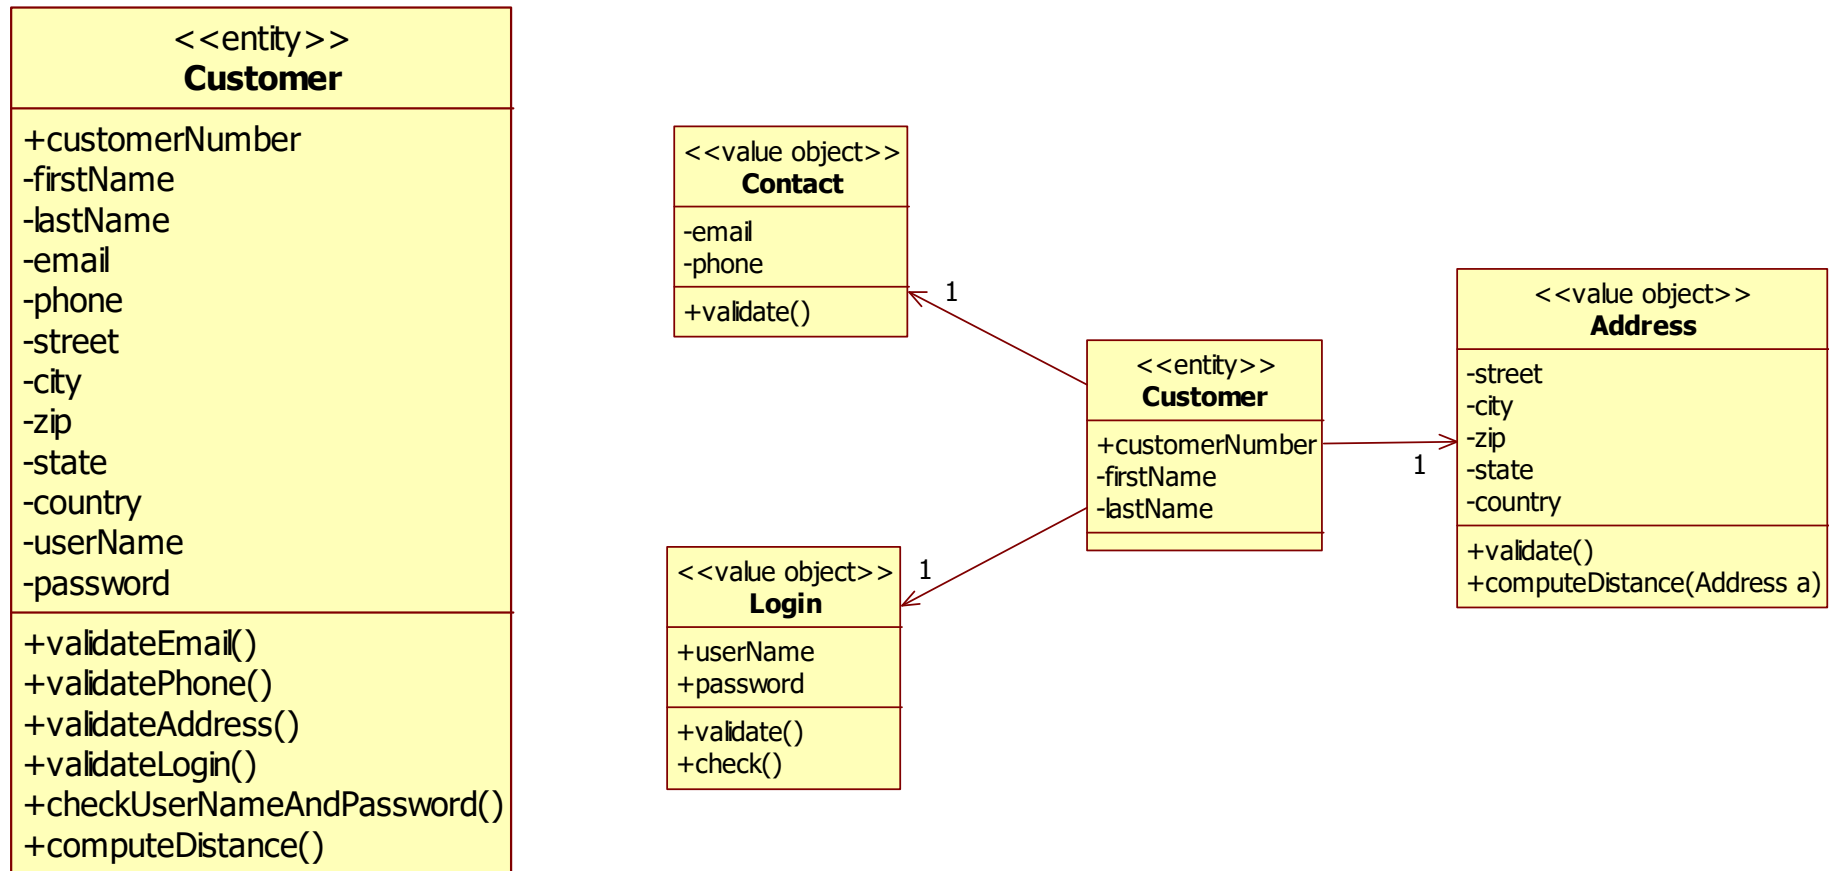 <<entity>>
Customer
+customerNumber
-firstName
-lastName
-email
-phone
-street
-city
-zip
-state
-country
-userName
-password
+validateEmail()
+validatePhone()
+validateAddress()
+validateLogin()
+checkUserNameAndPassword()
+computeDistance()
<<value object>>
Contact
-email
-phone
+validate()
1
<<value object>>
Login
+userName
+password
+validate()
+check()
1
<<entity>>
Customer
+customerNumber
-firstName
-lastName
1
<<value object>>
Address
-street
-city
-zip
-state
-country
+validate()
+computeDistance(Address a)